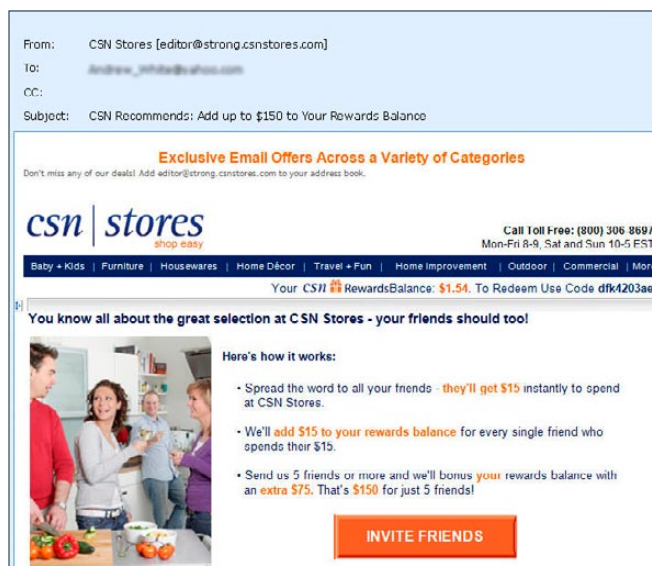 From: CSN Stores [editor@strong.csnstores.com]
To:
CC:
Subject: CSN Recommends: Add up to $150 to Your Rewards Balance
Exclusive Email Offers Across a Variety of Categories
Don't miss any of our deals! Add editor@strong.csnstores.com to your address book.
csn | stores
shop easy
Call Toll Free: (800) 306-8697
Mon-Fri 8-9, Sat and Sun 10-5 EST
Baby + Kids | Furniture | Housewares | Home Décor | Travel + Fun | Home Improvement | Outdoor | Commercial | More
Your csn RewardsBalance: $1.54. To Redeem Use Code dfk4203ae
You know all about the great selection at CSN Stores - your friends should too!
Here's how it works:
• Spread the word to all your friends - they'll get $15 instantly to spend
at CSN Stores.
• We'll add $15 to your rewards balance for every single friend who
spends their $15.
• Send us 5 friends or more and we'll bonus your rewards balance with
an extra $75. That's $150 for just 5 friends!
INVITE FRIENDS